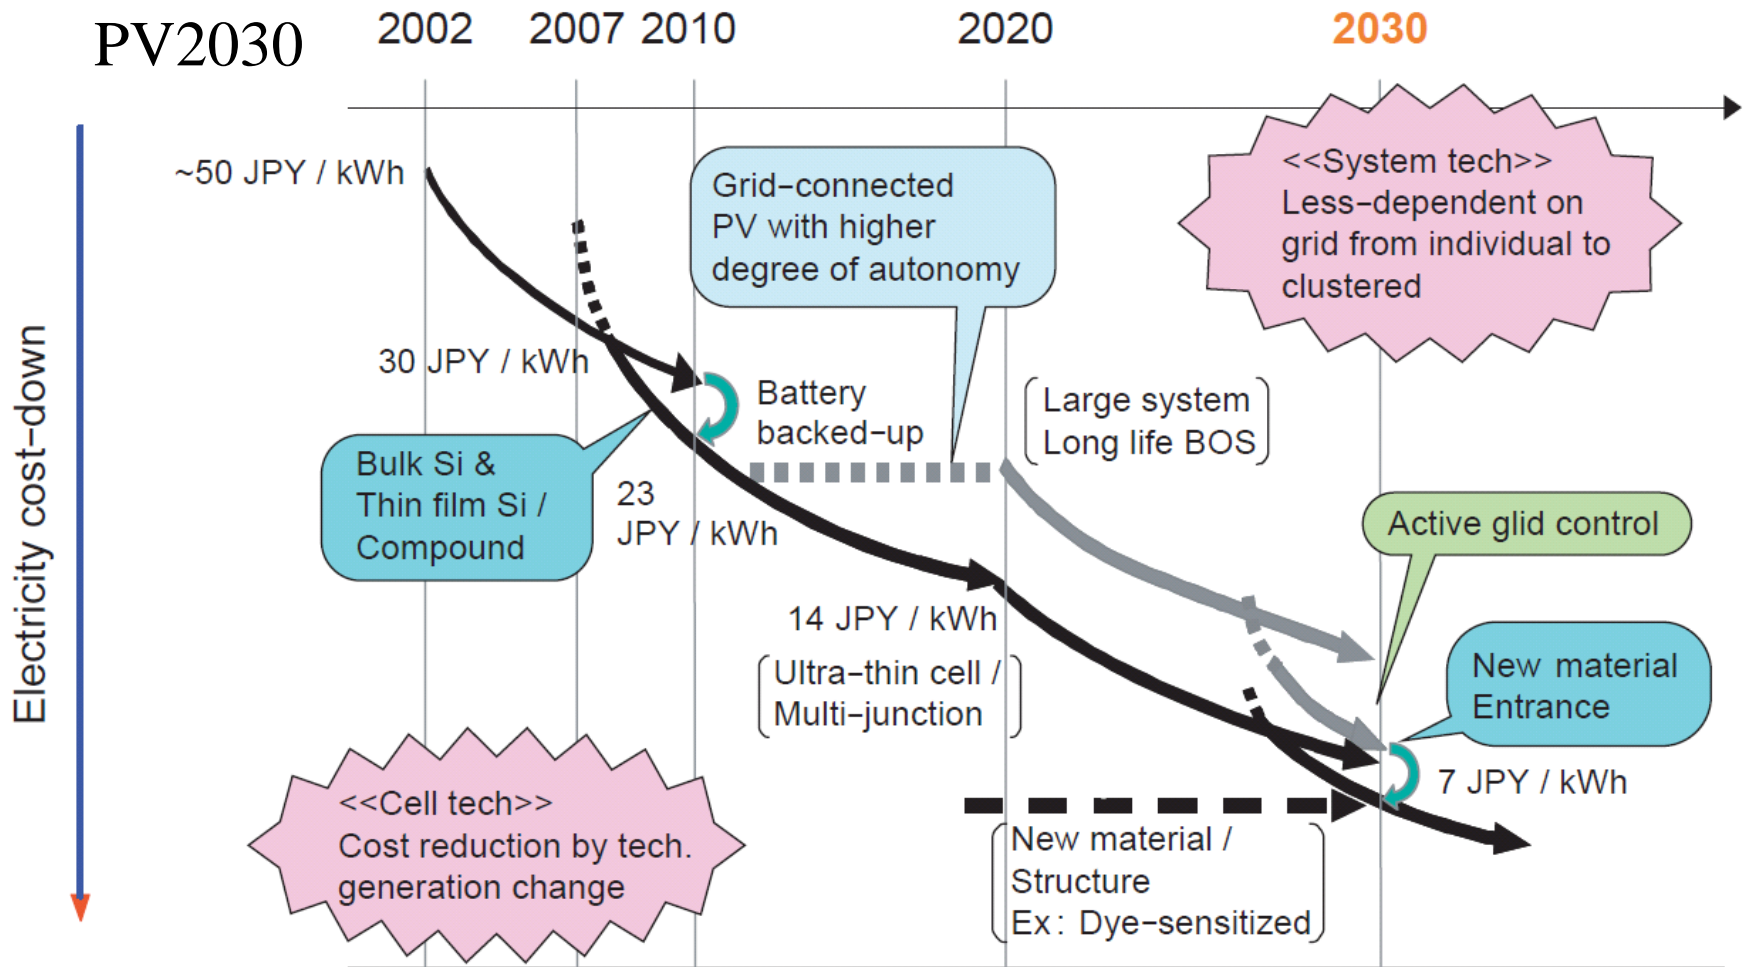 PV2030
2002
2007
2010
2020
2030
~50 JPY / kWh
Grid-connected
PV with higher
degree of autonomy
<<System tech>>
Less-dependent on
grid from individual to
clustered
30 JPY / kWh
Battery
backed-up
Large system
Long life BOS
Bulk Si &
Thin film Si /
Compound
23
JPY / kWh
Active glid control
14 JPY / kWh
Ultra-thin cell /
Multi-junction
New material
Entrance
7 JPY / kWh
<<Cell tech>>
Cost reduction by tech.
generation change
New material /
Structure
Ex: Dye-sensitized
Electricity cost-down